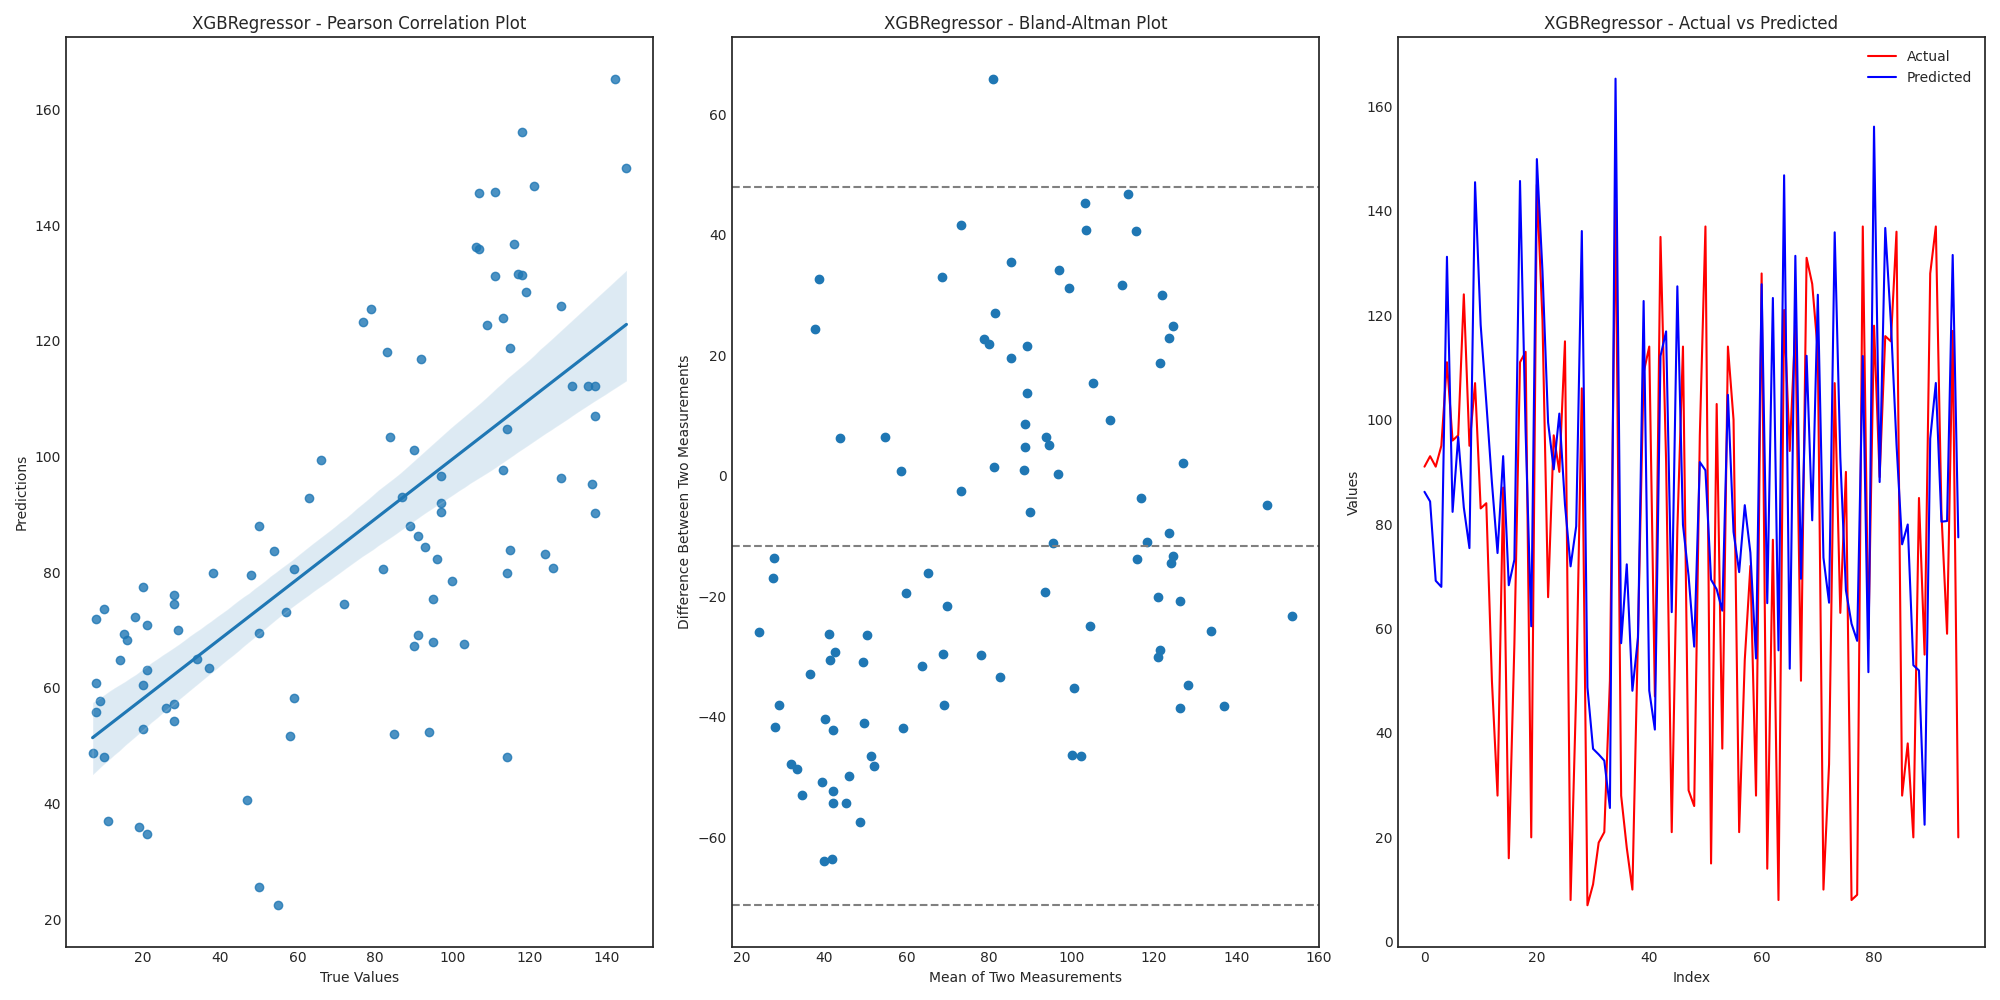 XGBRegressor - Pearson Correlation Plot
Predictions
160
140
120
100
80
60
40
20
20 40 60 80 100 120 140
True Values
XGBRegressor - Bland-Altman Plot
Difference Between Two Measurements
60
40
20
0
−20
−40
−60
20 40 60 80 100 120 140 160
Mean of Two Measurements
XGBRegressor - Actual vs Predicted
Actual
Predicted
Values
160
140
120
100
80
60
40
20
0
0 20 40 60 80
Index